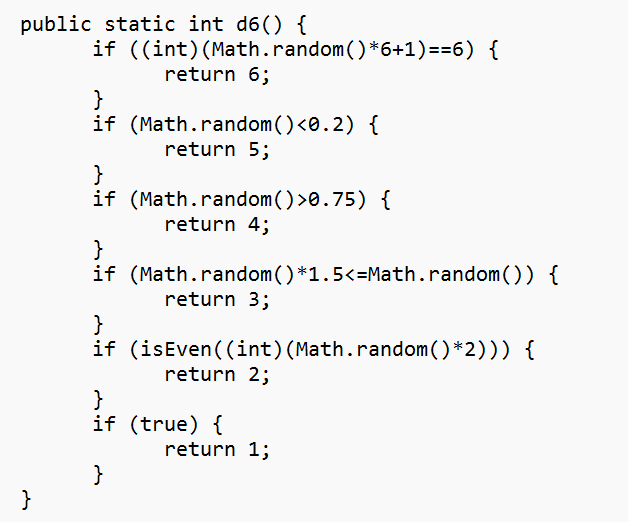 public static int d6() {
if ((int)(Math.random()*6+1)==6) {
return 6;
}
if (Math.random()<0.2) {
return 5;
}
if (Math.random()>0.75) {
return 4;
}
if (Math.random()*1.5<=Math.random()) {
return 3;
}
if (isEven((int)(Math.random()*2))) {
return 2;
}
if (true) {
return 1;
}
}